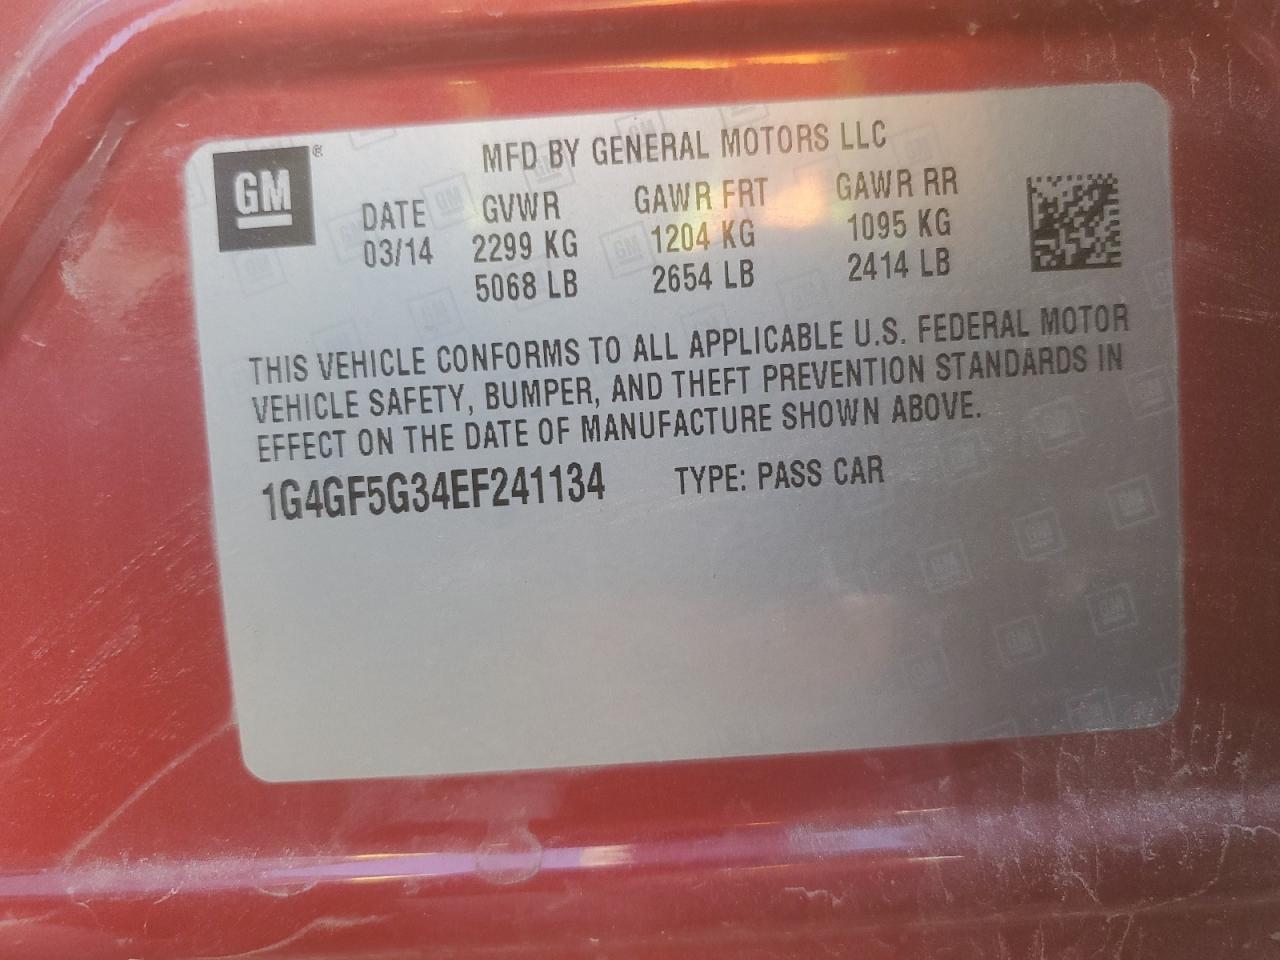 GM ®
MFD BY GENERAL MOTORS LLC
DATE GVWR GAWR FRT GAWR RR
03/14 2299 KG 1204 KG 1095 KG
5068 LB 2654 LB 2414 LB
THIS VEHICLE CONFORMS TO ALL APPLICABLE U.S. FEDERAL MOTOR
VEHICLE SAFETY, BUMPER, AND THEFT PREVENTION STANDARDS IN
EFFECT ON THE DATE OF MANUFACTURE SHOWN ABOVE.
1G4GF5G34EF241134 TYPE: PASS CAR